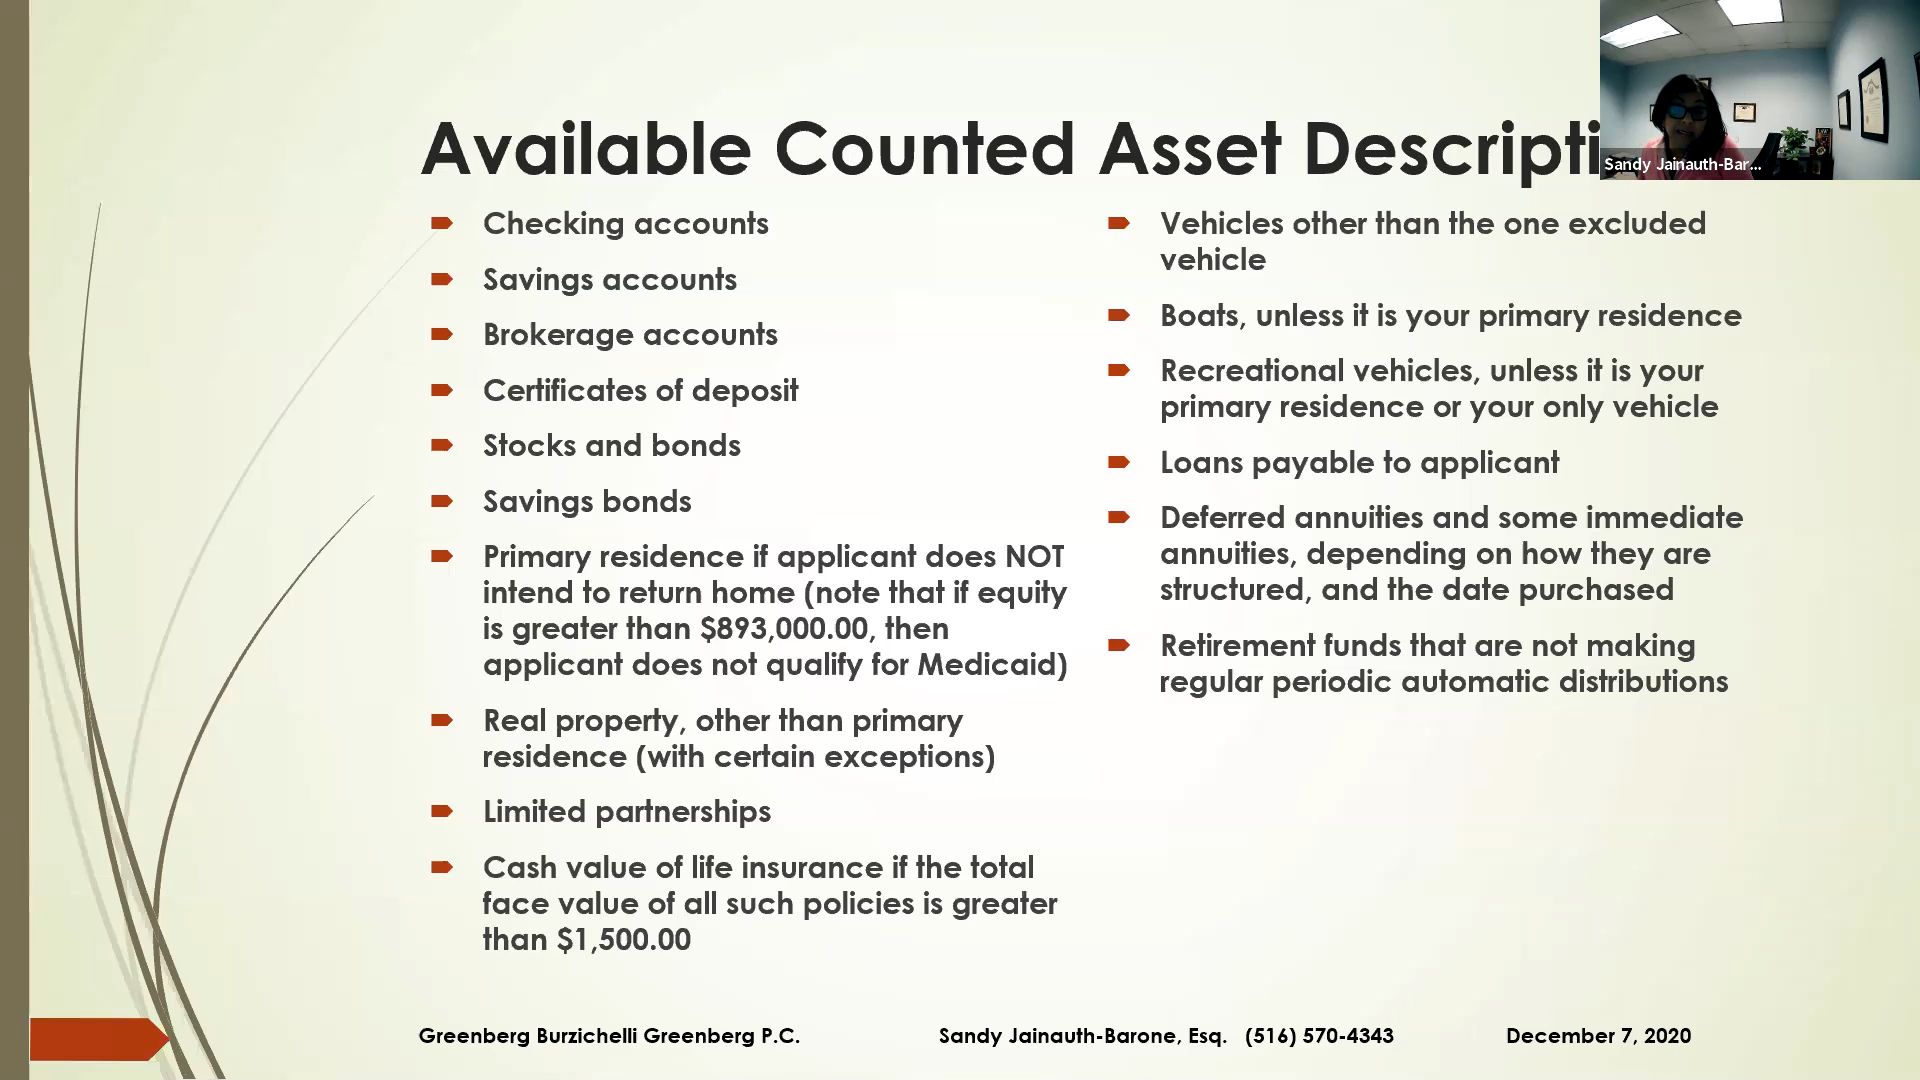 Available Counted Asset Descripti
Sandy Jainauth-Bar...
Checking accounts
Savings accounts
Brokerage accounts
Certificates of deposit
Stocks and bonds
Savings bonds
Primary residence if applicant does NOT
intend to return home (note that if equity
is greater than $893,000.00, then
applicant does not qualify for Medicaid)
Real property, other than primary
residence (with certain exceptions)
Limited partnerships
Cash value of life insurance if the total
face value of all such policies is greater
than $1,500.00
Vehicles other than the one excluded
vehicle
Boats, unless it is your primary residence
Recreational vehicles, unless it is your
primary residence or your only vehicle
Loans payable to applicant
Deferred annuities and some immediate
annuities, depending on how they are
structured, and the date purchased
Retirement funds that are not making
regular periodic automatic distributions
Greenberg Burzichelli Greenberg P.C. Sandy Jainauth-Barone, Esq. (516) 570-4343 December 7, 2020